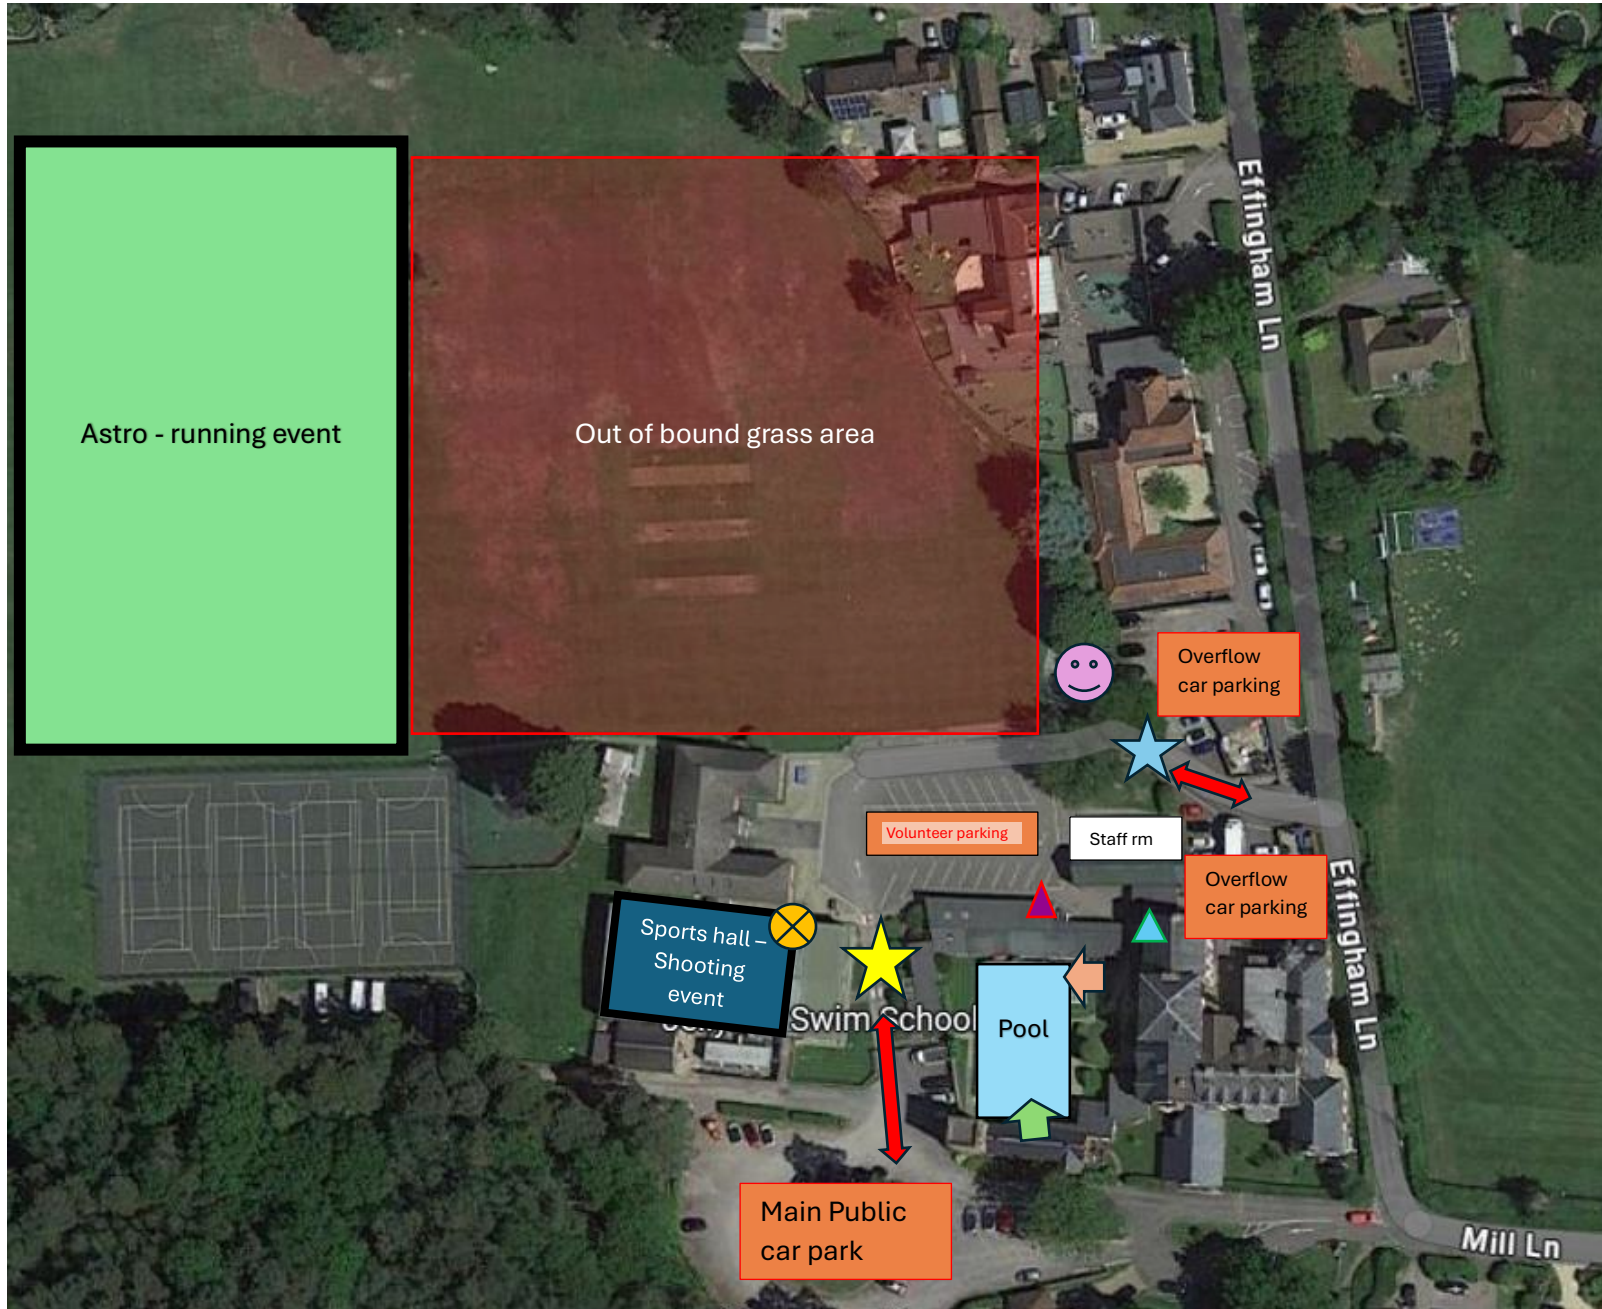 Effingham Ln
Astro - running event
Out of bound grass area
Overflow
car parking
Volunteer parking
Staff rm
Overflow
car parking
Effingham Ln
Sports hall –
Shooting
event
Swim School
Pool
Main Public
car park
Mill Ln